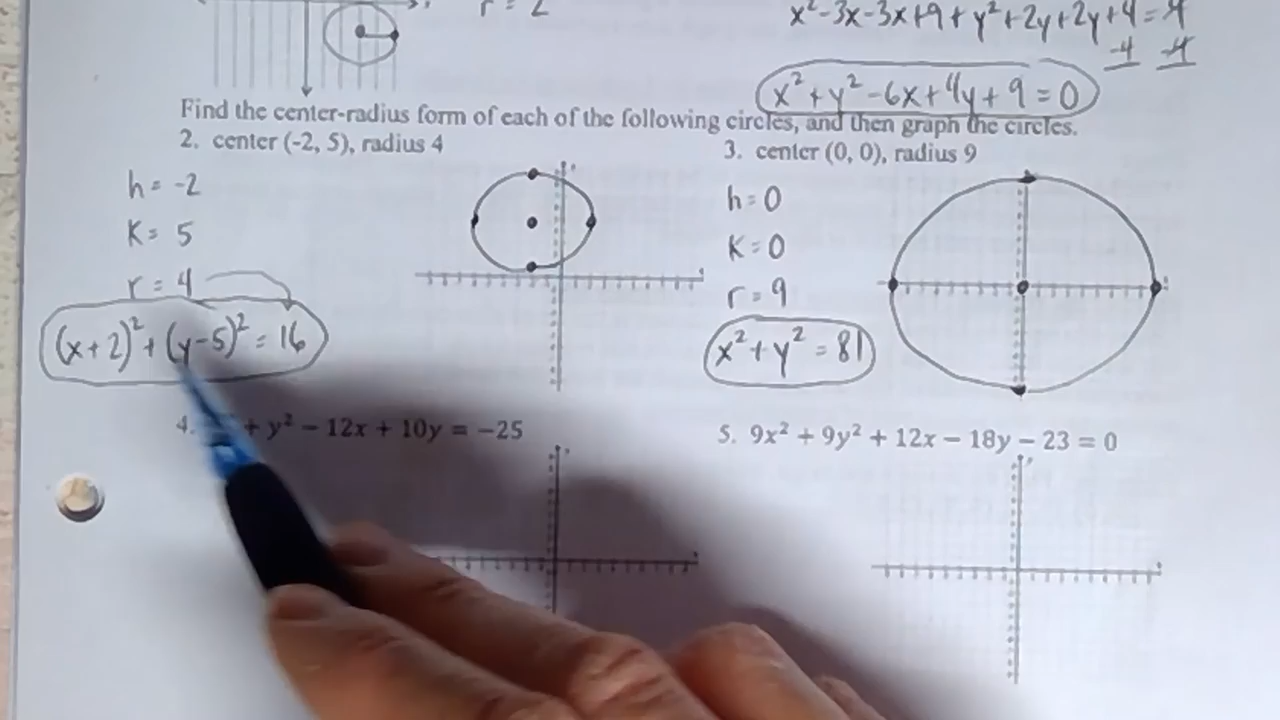 r = 2
x²-3x-3x+9+y²+2y+2y+4=4
-4 -4
x²+y²-6x+4y+9=0
Find the center-radius form of each of the following circles, and then graph the circles.
2. center (-2, 5), radius 4
h = -2
K = 5
r = 4
(x+2)²+(y-5)²=16
3. center (0, 0), radius 9
h=0
K=0
r=9
x²+y²=81
4. + y² − 12x + 10y = −25
5. 9x² + 9y² + 12x − 18y − 23 = 0